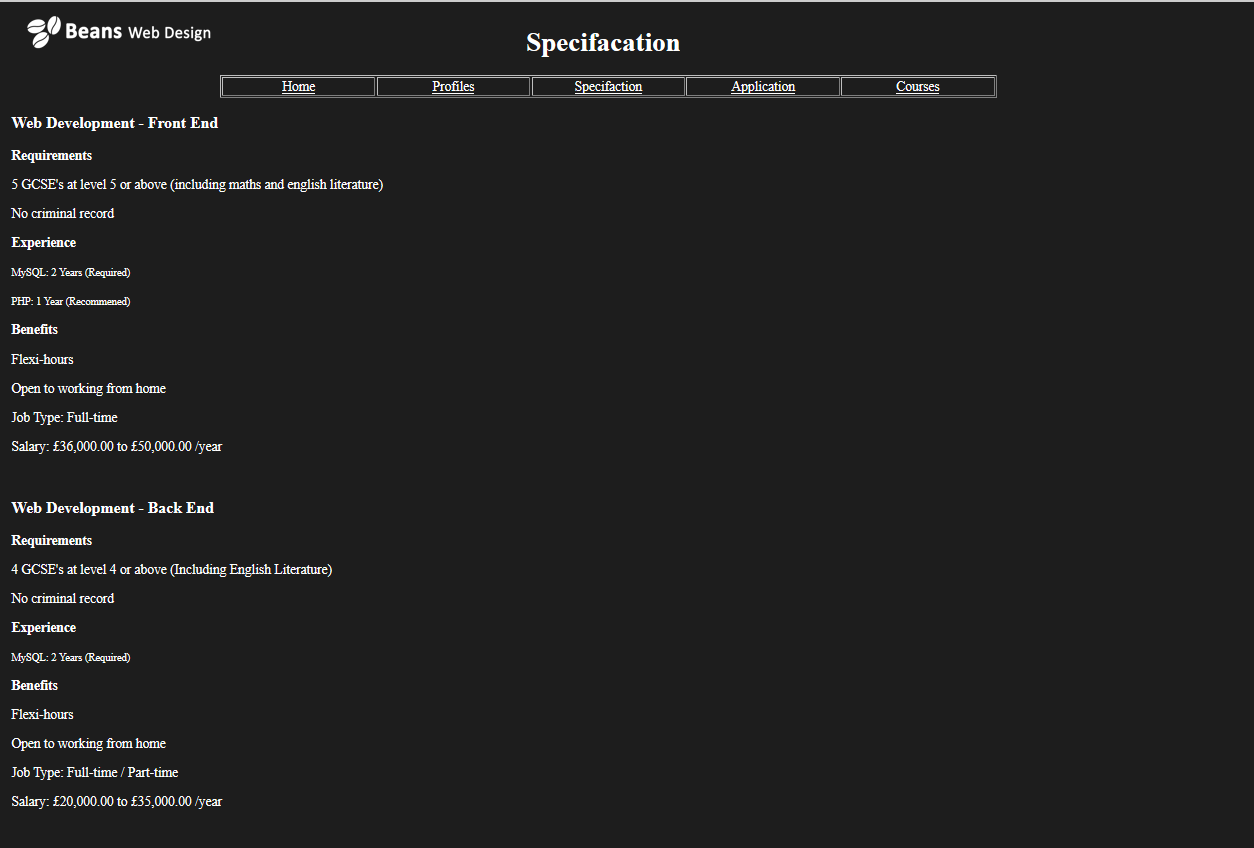 Beans Web Design
Specifacation
Home Profiles Specifaction Application Courses
Web Development - Front End
Requirements
5 GCSE's at level 5 or above (including maths and english literature)
No criminal record
Experience
MySQL: 2 Years (Required)
PHP: 1 Year (Recommened)
Benefits
Flexi-hours
Open to working from home
Job Type: Full-time
Salary: £36,000.00 to £50,000.00 /year
Web Development - Back End
Requirements
4 GCSE's at level 4 or above (Including English Literature)
No criminal record
Experience
MySQL: 2 Years (Required)
Benefits
Flexi-hours
Open to working from home
Job Type: Full-time / Part-time
Salary: £20,000.00 to £35,000.00 /year